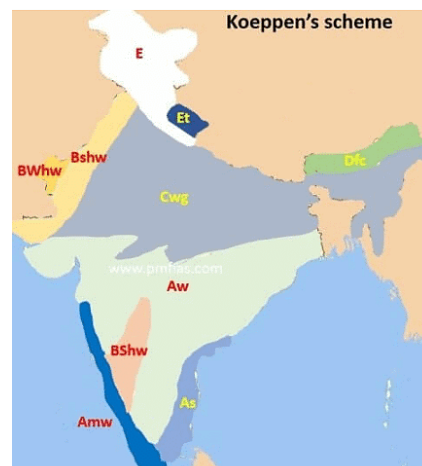 Koeppen's scheme
E
Et
Bshw
BWhw
Dfc
Cwg
www.pmfias.com
Aw
BShw
As
Amw